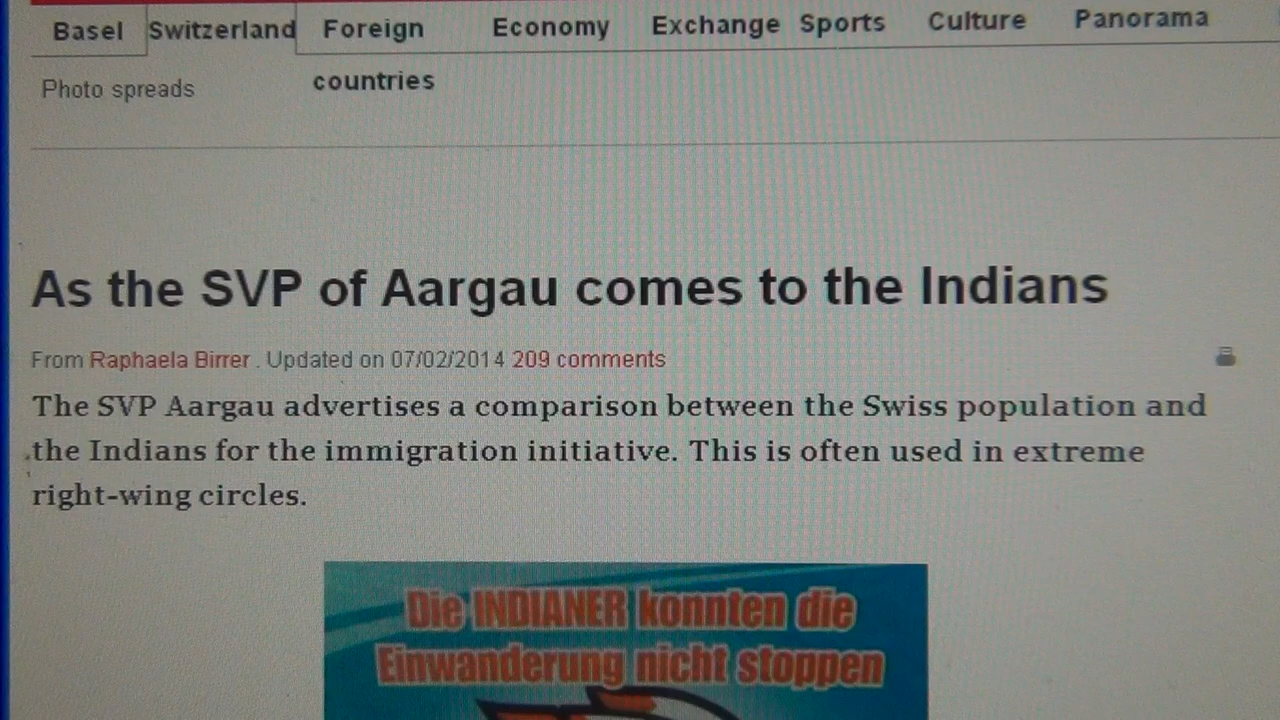 Basel Switzerland Foreign countries Economy Exchange Sports Culture Panorama
Photo spreads
As the SVP of Aargau comes to the Indians
From Raphaela Birrer . Updated on 07/02/2014 209 comments
The SVP Aargau advertises a comparison between the Swiss population and
the Indians for the immigration initiative. This is often used in extreme
right-wing circles.
Die INDIANER konnten die
Einwanderung nicht stoppen